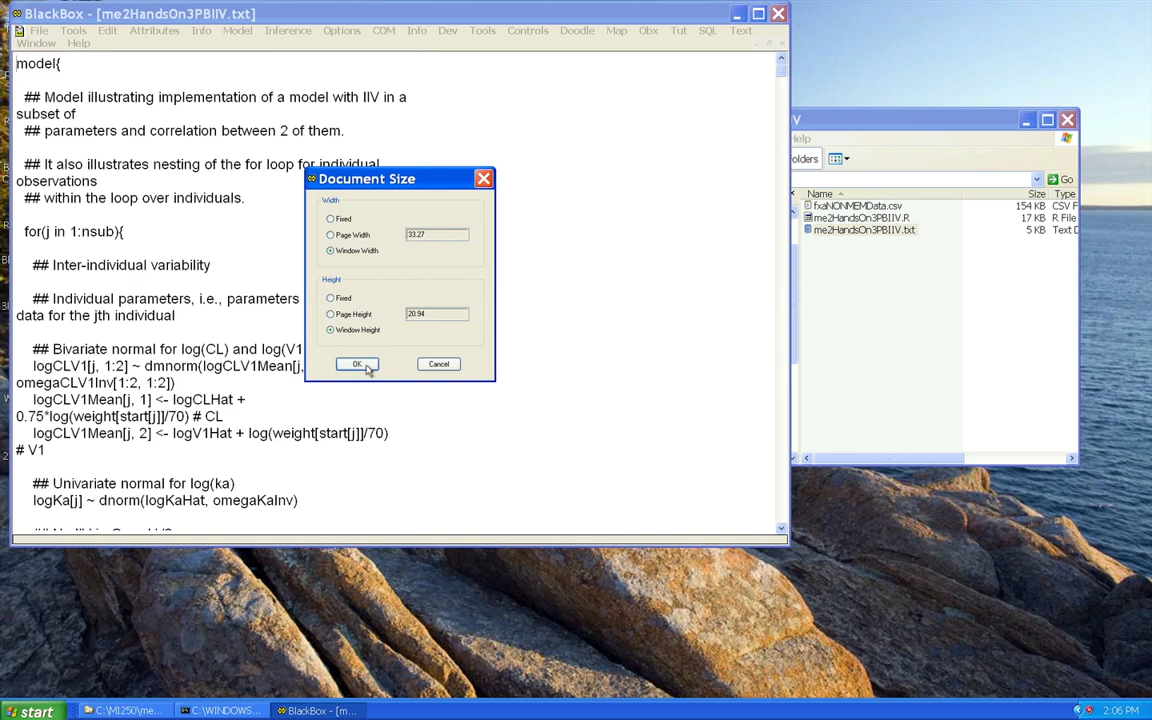 BlackBox - [me2HandsOn3PBIIV.txt]
File Tools Edit Attributes Info Model Inference Options COM Info Dev Tools Controls Doodle Map Obx Tut SQL Text
Window Help
model{
## Model illustrating implementation of a model with IIV in a
subset of
## parameters and correlation between 2 of them.
## It also illustrates nesting of the for loop for individual
observations
## within the loop over individuals.
for(j in 1:nsub){
## Inter-individual variability
## Individual parameters, i.e., parameters
data for the jth individual
## Bivariate normal for log(CL) and log(V1
logCLV1[j, 1:2] ~ dmnorm(logCLV1Mean[j,
omegaCLV1Inv[1:2, 1:2])
logCLV1Mean[j, 1] <- logCLHat +
0.75*log(weight[start[j]]/70) # CL
logCLV1Mean[j, 2] <- logV1Hat + log(weight[start[j]]/70)
# V1
## Univariate normal for log(ka)
logKa[j] ~ dnorm(logKaHat, omegaKaInv)
Document Size
Width
Fixed
Page Width 33.27
Window Width
Height
Fixed
Page Height 20.94
Window Height
OK Cancel
V
Help
olders
Go
Name Size Type
fxaNONMEMData.csv 154 KB CSV F
me2HandsOn3PBIIV.R 17 KB R File
me2HandsOn3PBIIV.txt 5 KB Text D
start C:\MI250\me... C:\WINDOWS... BlackBox - [m... 2:06 PM